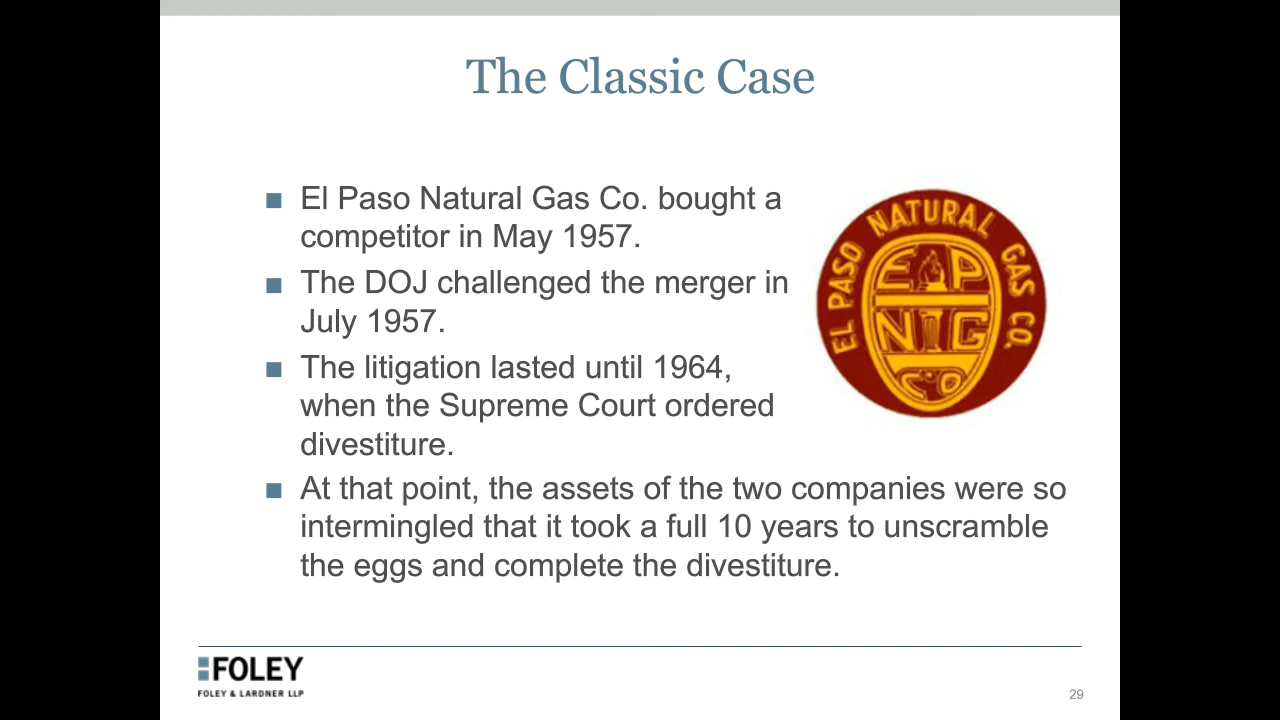 The Classic Case
■ El Paso Natural Gas Co. bought a
competitor in May 1957.
■ The DOJ challenged the merger in
July 1957.
■ The litigation lasted until 1964,
when the Supreme Court ordered
divestiture.
■ At that point, the assets of the two companies were so
intermingled that it took a full 10 years to unscramble
the eggs and complete the divestiture.
EL PASO NATURAL GAS CO.
E P
N G
CO
FOLEY
FOLEY & LARDNER LLP
29